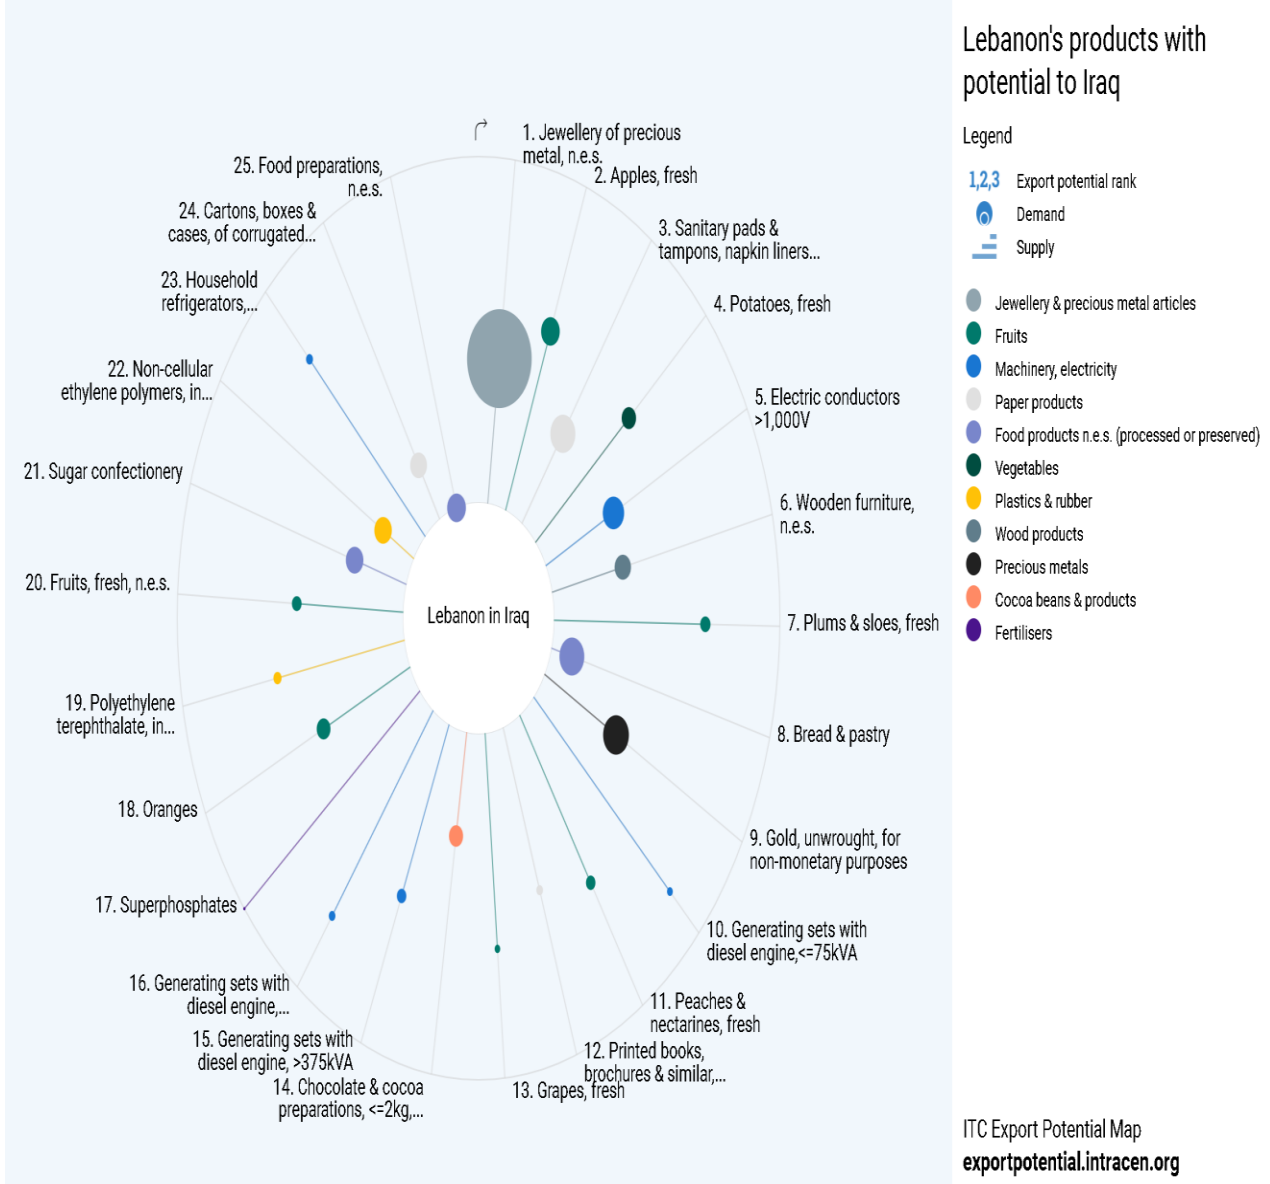 Lebanon's products with
potential to Iraq
Legend
1,2,3 Export potential rank
Demand
Supply
Jewellery & precious metal articles
Fruits
Machinery, electricity
Paper products
Food products n.e.s. (processed or preserved)
Vegetables
Plastics & rubber
Wood products
Precious metals
Cocoa beans & products
Fertilisers
1. Jewellery of precious
metal, n.e.s.
2. Apples, fresh
3. Sanitary pads &
tampons, napkin liners...
4. Potatoes, fresh
5. Electric conductors
>1,000V
6. Wooden furniture,
n.e.s.
7. Plums & sloes, fresh
8. Bread & pastry
9. Gold, unwrought, for
non-monetary purposes
10. Generating sets with
diesel engine,<=75kVA
11. Peaches &
nectarines, fresh
12. Printed books,
brochures & similar,...
13. Grapes, fresh
14. Chocolate & cocoa
preparations, <=2kg,...
15. Generating sets with
diesel engine, >375kVA
16. Generating sets with
diesel engine,...
17. Superphosphates
18. Oranges
19. Polyethylene
terephthalate, in...
20. Fruits, fresh, n.e.s.
21. Sugar confectionery
22. Non-cellular
ethylene polymers, in...
23. Household
refrigerators,...
24. Cartons, boxes &
cases, of corrugated...
25. Food preparations,
n.e.s.
Lebanon in Iraq
ITC Export Potential Map
exportpotential.intracen.org